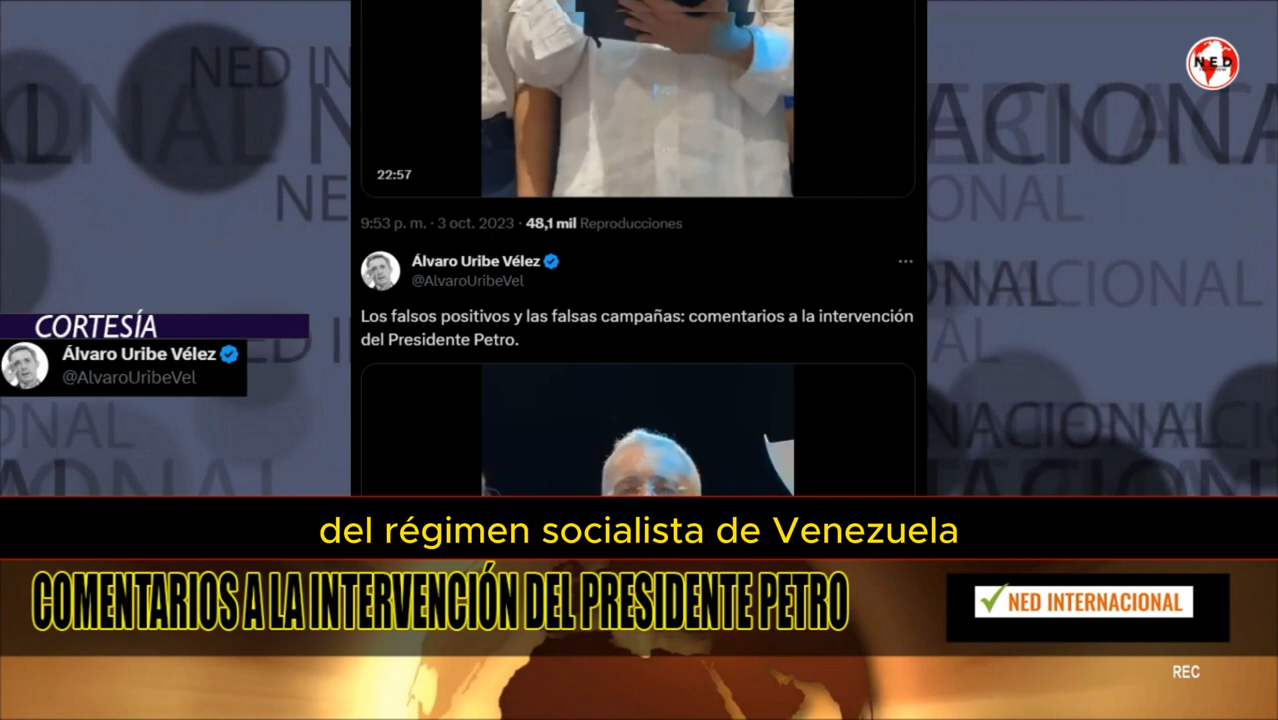 NED
22:57
9:53 p. m. · 3 oct. 2023 · 48,1 mil Reproducciones
Álvaro Uribe Vélez
@AlvaroUribeVel
Los falsos positivos y las falsas campañas: comentarios a la intervención
del Presidente Petro.
CORTESÍA
Álvaro Uribe Vélez
@AlvaroUribeVel
del régimen socialista de Venezuela
COMENTARIOS A LA INTERVENCIÓN DEL PRESIDENTE PETRO
NED INTERNACIONAL
REC